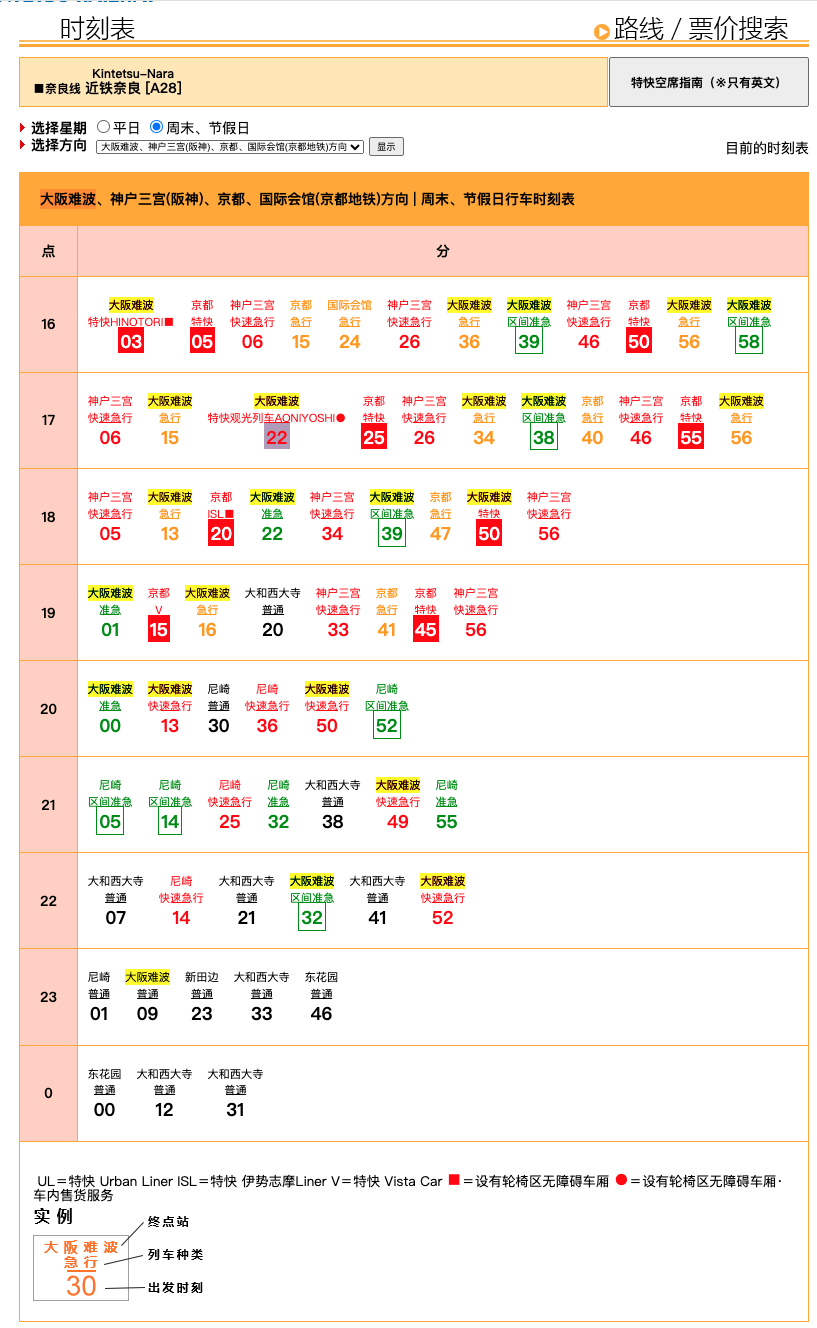 时刻表
路线 / 票价搜索
Kintetsu-Nara
■奈良线 近铁奈良 [A28]
特快空席指南（※只有英文）
选择星期 平日 周末、节假日
选择方向 大阪难波、神户三宫(阪神)、京都、国际会馆(京都地铁)方向 显示
目前的时刻表
大阪难波、神户三宫(阪神)、京都、国际会馆(京都地铁)方向 | 周末、节假日行车时刻表
点 分
大阪难波 京都 神户三宫 京都 国际会馆 神户三宫 大阪难波 大阪难波 神户三宫 京都 大阪难波 大阪难波
特快HINOTORI■ 特快 快速急行 急行 急行 快速急行 急行 区间准急 快速急行 特快 急行 区间准急
16 03 05 06 15 24 26 36 39 46 50 56 58
神户三宫 大阪难波 大阪难波 京都 神户三宫 大阪难波 大阪难波 京都 神户三宫 京都 大阪难波
快速急行 急行 特快观光列车AONIYOSHI● 特快 快速急行 急行 区间准急 急行 快速急行 特快 急行
17 06 15 22 25 26 34 38 40 46 55 56
神户三宫 大阪难波 京都 大阪难波 神户三宫 大阪难波 京都 大阪难波 神户三宫
快速急行 急行 ISL■ 准急 快速急行 区间准急 急行 特快 快速急行
18 05 13 20 22 34 39 47 50 56
大阪难波 京都 大阪难波 大和西大寺 神户三宫 京都 京都 神户三宫
准急 V 急行 普通 快速急行 急行 特快 快速急行
19 01 15 16 20 33 41 45 56
大阪难波 大阪难波 尼崎 尼崎 大阪难波 尼崎
准急 快速急行 普通 快速急行 快速急行 区间准急
20 00 13 30 36 50 52
尼崎 尼崎 尼崎 尼崎 大和西大寺 大阪难波 尼崎
区间准急 区间准急 快速急行 准急 普通 快速急行 准急
21 05 14 25 32 38 49 55
大和西大寺 尼崎 大和西大寺 大阪难波 大和西大寺 大阪难波
普通 快速急行 普通 区间准急 普通 快速急行
22 07 14 21 32 41 52
尼崎 大阪难波 新田边 大和西大寺 东花园
普通 普通 普通 普通 普通
23 01 09 23 33 46
东花园 大和西大寺 大和西大寺
普通 普通 普通
0 00 12 31
UL＝特快 Urban Liner ISL＝特快 伊势志摩Liner V＝特快 Vista Car ■＝设有轮椅区无障碍车厢 ●＝设有轮椅区无障碍车厢·
车内售货服务
实例
大阪难波 终点站
急行 列车种类
30 出发时刻